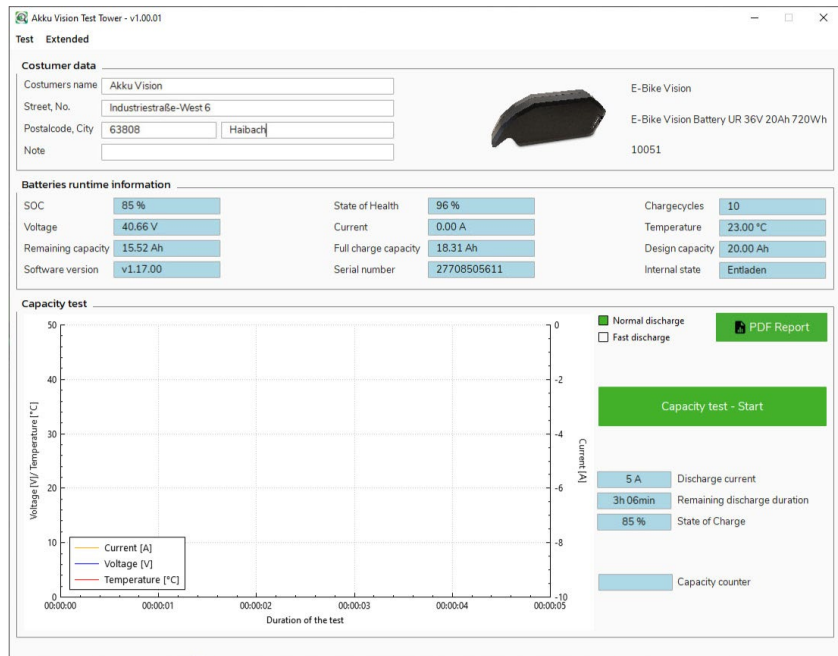 Akku Vision Test Tower - v1.00.01
Test Extended
Costumer data
Costumers name Akku Vision
Street, No. Industriestraße-West 6
Postalcode, City 63808 Haibach
Note
E-Bike Vision
E-Bike Vision Battery UR 36V 20Ah 720Wh
10051
Batteries runtime information
SOC 85 % State of Health 96 % Chargecycles 10
Voltage 40.66 V Current 0.00 A Temperature 23.00 °C
Remaining capacity 15.52 Ah Full charge capacity 18.31 Ah Design capacity 20.00 Ah
Software version v1.17.00 Serial number 27708505611 Internal state Entladen
Capacity test
50
40
30
20
10
0
Voltage [V]/ Temperature [°C]
0
-2
-4
-6
-8
-10
Current [A]
Current [A]
Voltage [V]
Temperature [°C]
00:00:00 00:00:01 00:00:02 00:00:03 00:00:04 00:00:05
Duration of the test
Normal discharge
Fast discharge
PDF Report
Capacity test - Start
5 A Discharge current
3h 06min Remaining discharge duration
85 % State of Charge
Capacity counter